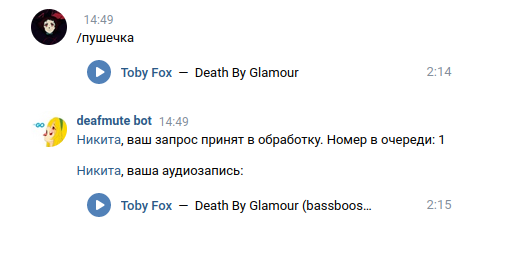 14:49
/пушечка
Toby Fox — Death By Glamour 2:14
deafmute bot 14:49
Никита, ваш запрос принят в обработку. Номер в очереди: 1
Никита, ваша аудиозапись:
Toby Fox — Death By Glamour (bassboos... 2:15